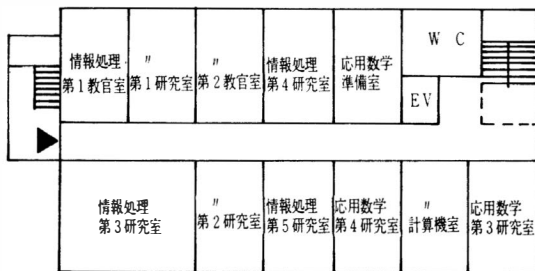 情報処理
第1教官室
〃
第1研究室
〃
第2教官室
情報処理
第4研究室
応用数学
準備室
W C
EV
情報処理
第3研究室
〃
第2研究室
情報処理
第5研究室
応用数学
第4研究室
〃
計算機室
応用数学
第3研究室